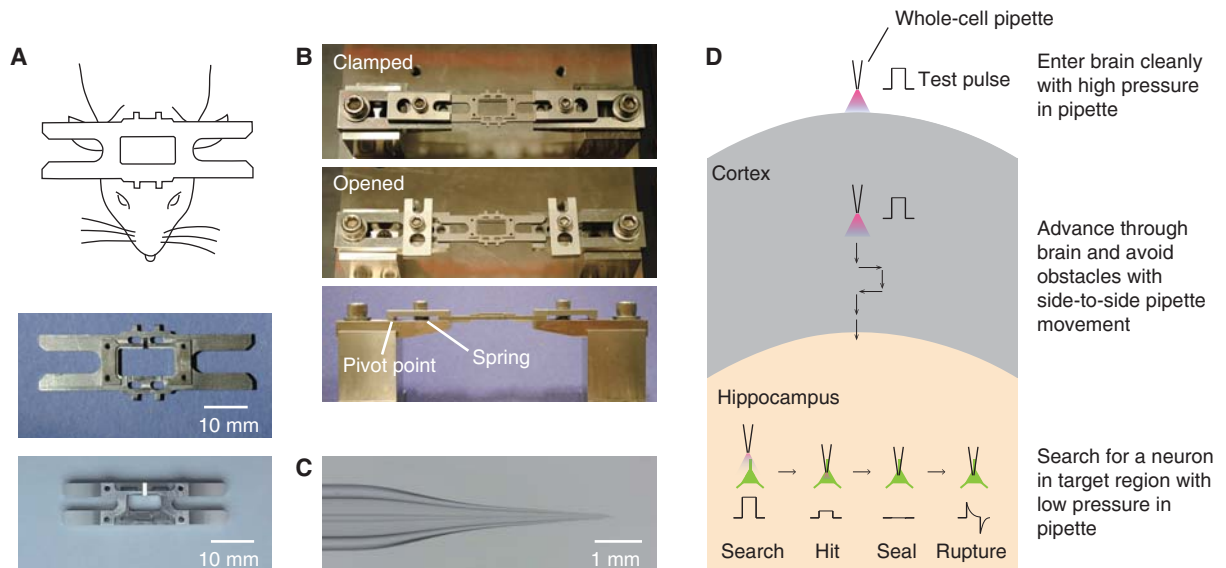 A
10 mm
10 mm
B
Clamped
Opened
Pivot point
Spring
C
1 mm
D
Whole-cell pipette
Test pulse
Enter brain cleanly
with high pressure
in pipette
Cortex
Advance through
brain and avoid
obstacles with
side-to-side pipette
movement
Hippocampus
Search for a neuron
in target region with
low pressure in
pipette
Search
Hit
Seal
Rupture